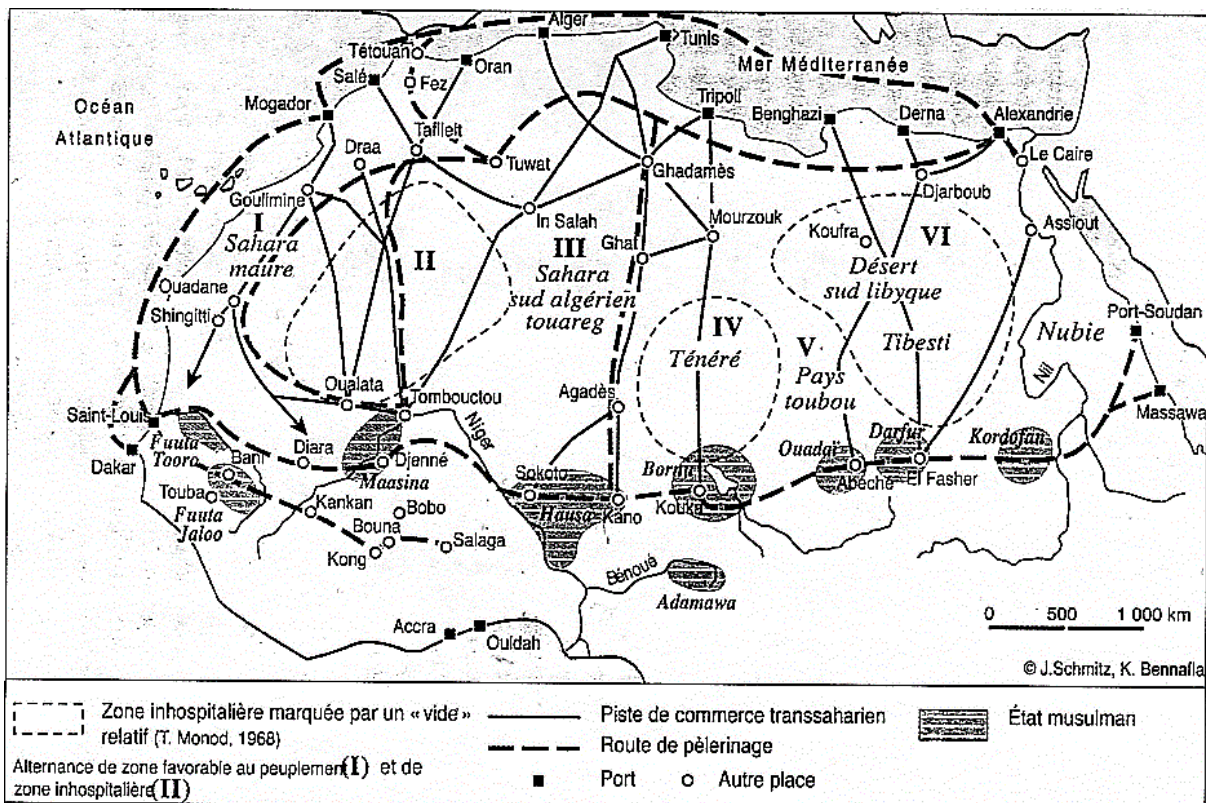 Alger
Tunis
Tétouan
Oran
Salé
Fez
Mer Méditerranée
Océan
Atlantique
Mogador
Tafileit
Tripoli
Benghazi
Derna
Alexandrie
Draa
Tuwat
Ghadamès
Le Caire
Djarboub
Goulimine
I
Sahara
maure
In Salah
Mourzouk
Koufra
VI
Assiout
II
III
Ghat
Sahara
sud algérien
touareg
Désert
sud libyque
Ouadane
Shingitti
IV
Ténéré
V
Pays
toubou
Tibesti
Nubie
Port-Soudan
Nil
Massawa
Oualata
Tombouctou
Agadès
Niger
Saint-Louis
Dakar
Fuuta
Tooro
Bani
Diara
Djenné
Maasina
Sokoto
Hausa
Kano
Bornu
Kouka
Ouadaï
Abéché
Darfur
El Fasher
Kordofan
Touba
Fuuta
Jaloo
Kankan
Bobo
Bouna
Kong
Salaga
Bénoué
Adamawa
Accra
Ouidah
0 500 1 000 km
© J.Schmitz, K. Bennafla
Zone inhospitalière marquée par un « vide »
relatif (T. Monod, 1968)
Alternance de zone favorable au peuplement (I) et de
zone inhospitalière (II)
Piste de commerce transsaharien
Route de pèlerinage
Port
Autre place
État musulman